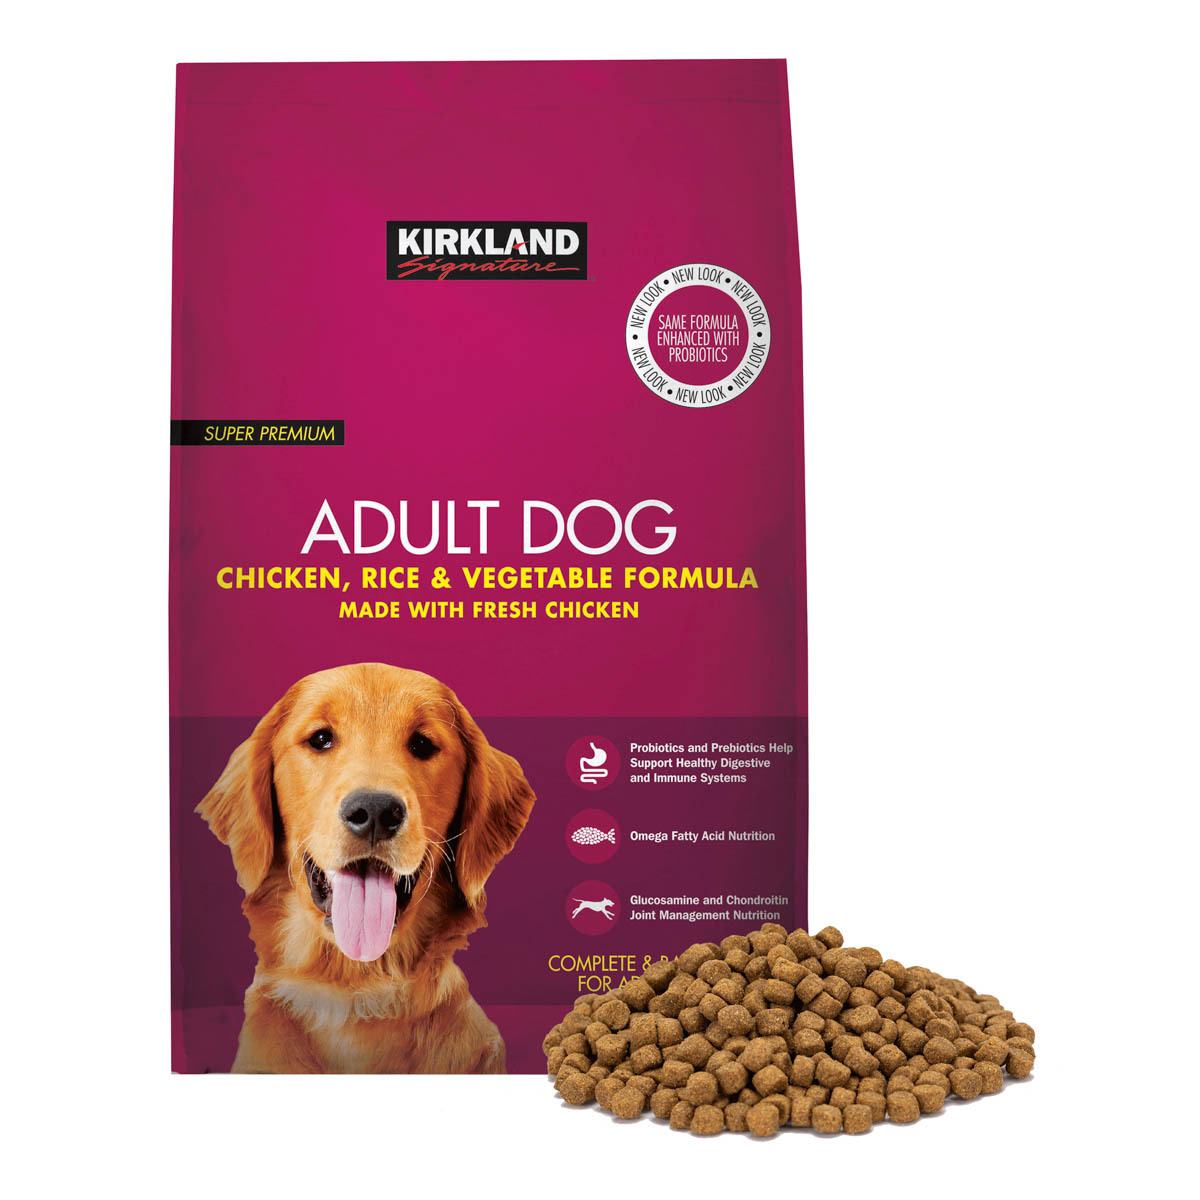 KIRKLAND
Signature
NEW LOOK • NEW LOOK • NEW LOOK • NEW LOOK • NEW LOOK • NEW LOOK •
SAME FORMULA
ENHANCED WITH
PROBIOTICS
SUPER PREMIUM
ADULT DOG
CHICKEN, RICE & VEGETABLE FORMULA
MADE WITH FRESH CHICKEN
Probiotics and Prebiotics Help
Support Healthy Digestive
and Immune Systems
Omega Fatty Acid Nutrition
Glucosamine and Chondroitin
Joint Management Nutrition
COMPLETE &
FOR